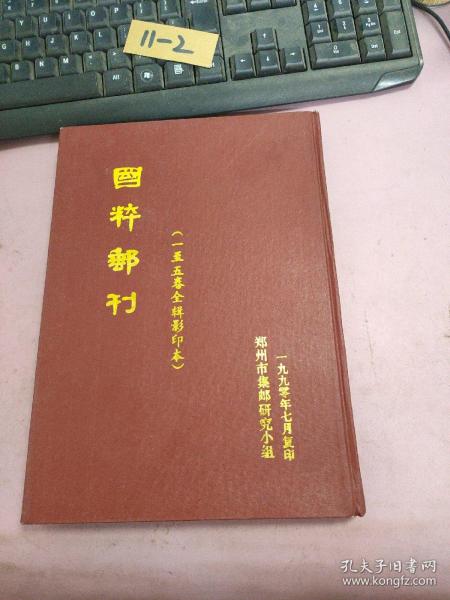 11-2
國粹郵刊
（一至五卷全辑影印本）
一九九零年七月复印
郑州市集邮研究小组
孔夫子旧书网
www.kongfz.com